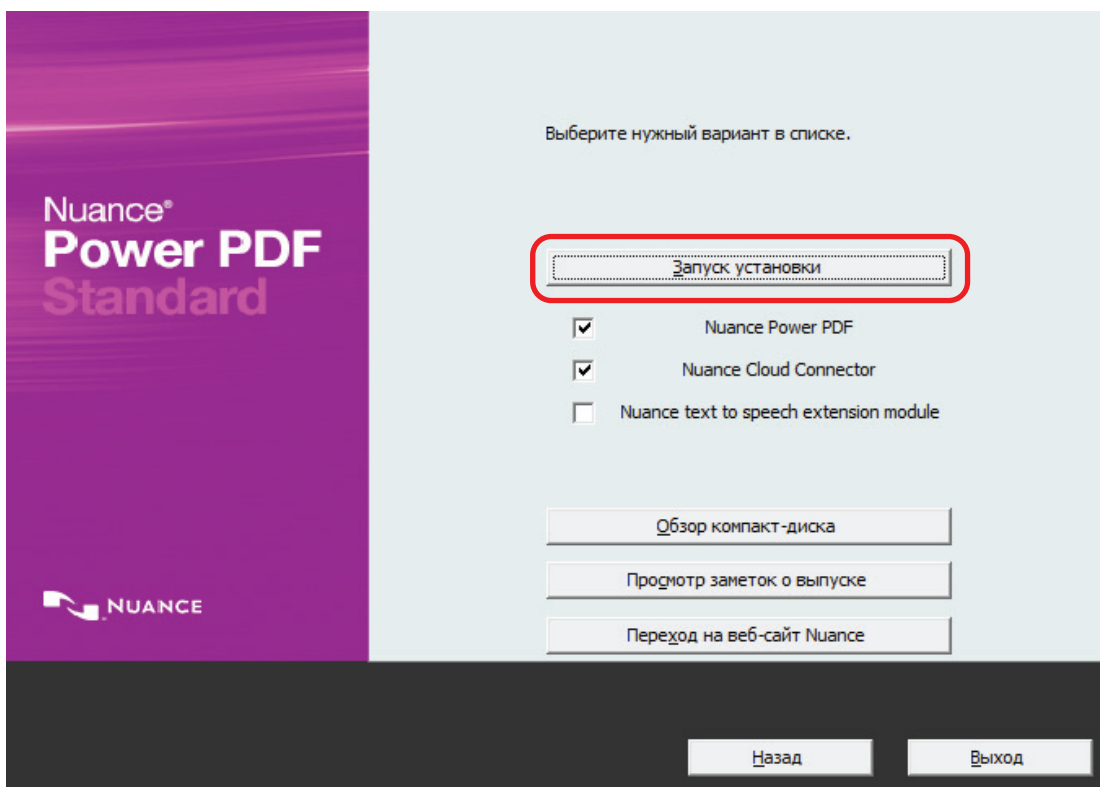 Выберите нужный вариант в списке.
Nuance®
Power PDF
Standard
Запуск установки
Nuance Power PDF
Nuance Cloud Connector
Nuance text to speech extension module
Обзор компакт-диска
Просмотр заметок о выпуске
Переход на веб-сайт Nuance
NUANCE
Назад
Выход